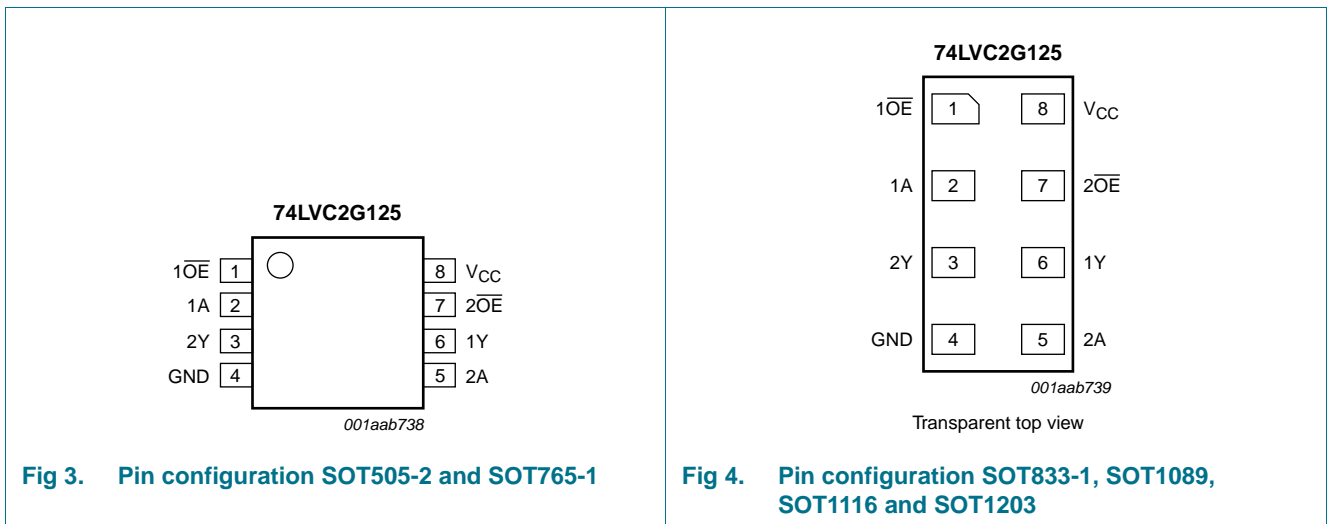 74LVC2G125
1OE 1 8 VCC
1A 2 7 2OE
2Y 3 6 1Y
GND 4 5 2A
001aab738
Fig 3. Pin configuration SOT505-2 and SOT765-1
74LVC2G125
1OE 1 8 VCC
1A 2 7 2OE
2Y 3 6 1Y
GND 4 5 2A
001aab739
Transparent top view
Fig 4. Pin configuration SOT833-1, SOT1089,
SOT1116 and SOT1203